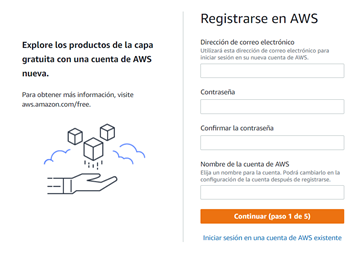 Explore los productos de la capa
gratuita con una cuenta de AWS
nueva.
Para obtener más información, visite
aws.amazon.com/free.
Registrarse en AWS
Dirección de correo electrónico
Utilizará esta dirección de correo electrónico para
iniciar sesión en su nueva cuenta de AWS.
Contraseña
Confirmar la contraseña
Nombre de la cuenta de AWS
Elija un nombre para la cuenta. Podrá cambiarlo en la
configuración de la cuenta después de registrarse.
Continuar (paso 1 de 5)
Iniciar sesión en una cuenta de AWS existente